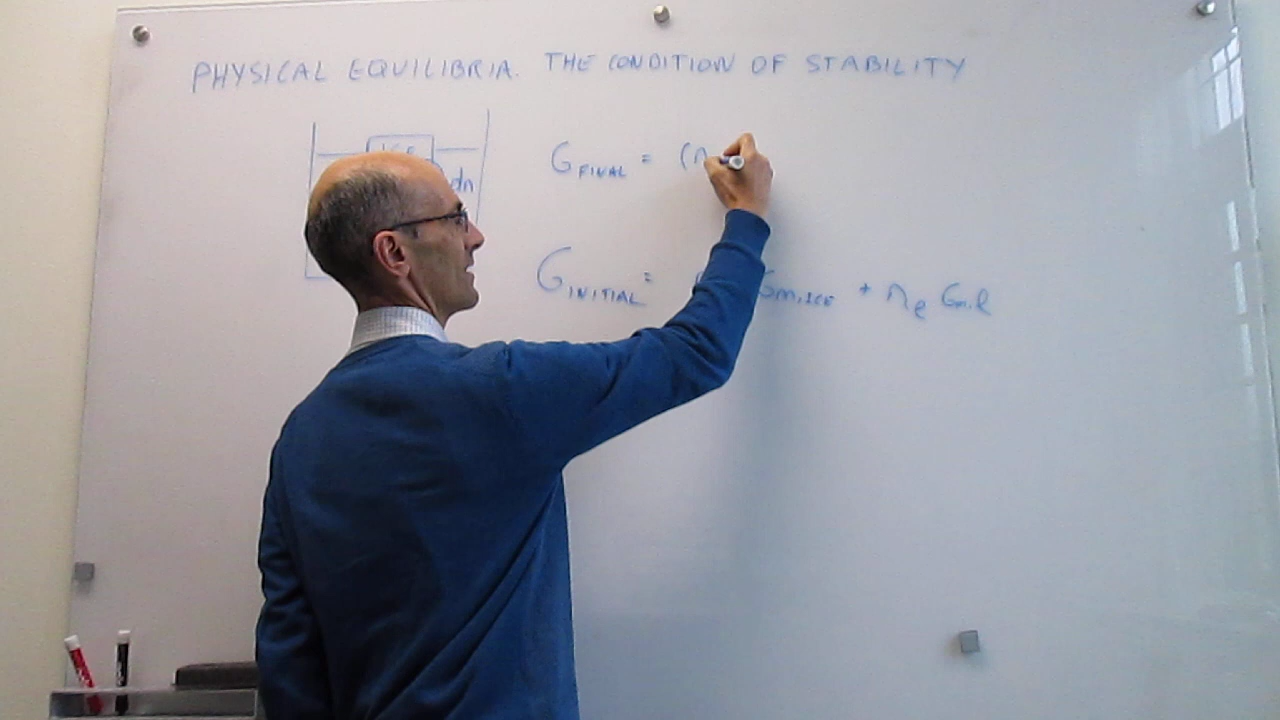 PHYSICAL EQUILIBRIA. THE CONDITION OF STABILITY
dn
G FINAL = (n
G INITIAL = Gm,ICE + nl Gm,l